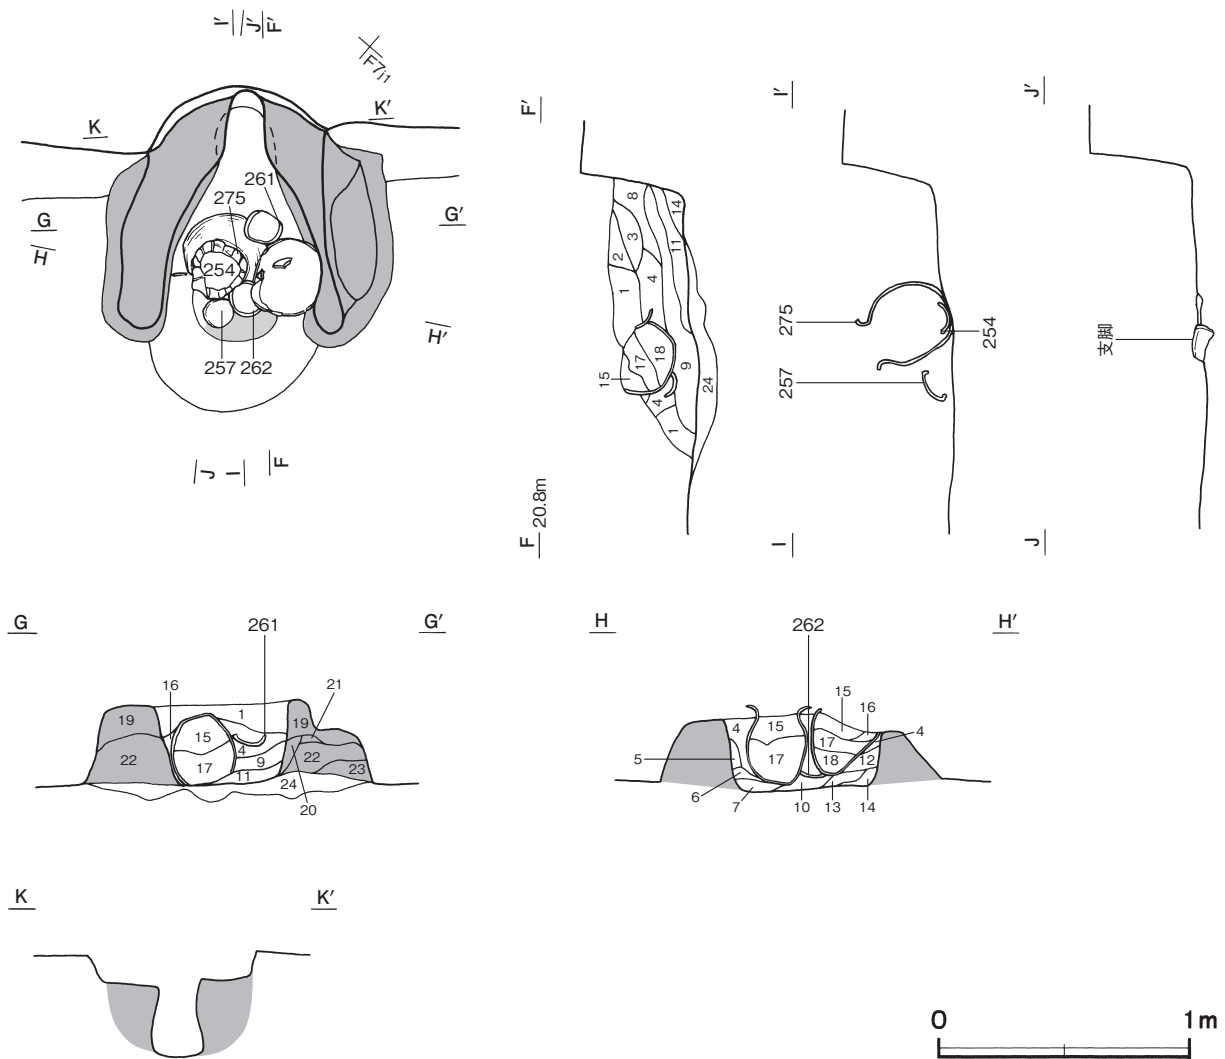 I′ J′ F′
F7j1
K K′
275 261
G G′
H
254
H′
257 262
J I F
F′
8 14
3 11
2 4
1
18
17 9
15 24
4
1
F 20.8m
I′
275
254
257
I
J′
支脚
J
G G′
261
16 21
19 1 19
15
4
22 17 9 22
11 23
24
20
H H′
262
15 16
4 15 4
5 17 17 12
18
6
7 10 13 14
K K′
0 1m